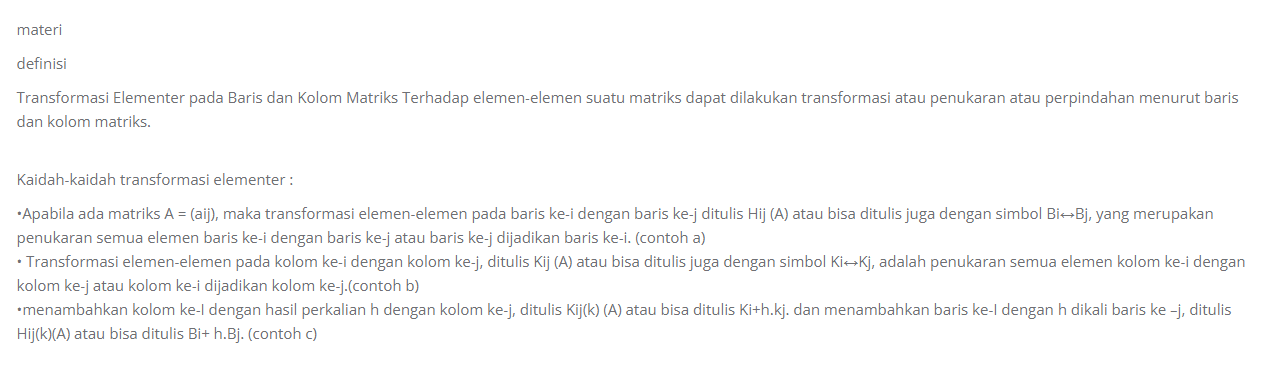 materi
definisi
Transformasi Elementer pada Baris dan Kolom Matriks Terhadap elemen-elemen suatu matriks dapat dilakukan transformasi atau penukaran atau perpindahan menurut baris
dan kolom matriks.
Kaidah-kaidah transformasi elementer :
•Apabila ada matriks A = (aij), maka transformasi elemen-elemen pada baris ke-i dengan baris ke-j ditulis Hij (A) atau bisa ditulis juga dengan simbol Bi↔Bj, yang merupakan
penukaran semua elemen baris ke-i dengan baris ke-j atau baris ke-j dijadikan baris ke-i. (contoh a)
• Transformasi elemen-elemen pada kolom ke-i dengan kolom ke-j, ditulis Kij (A) atau bisa ditulis juga dengan simbol Ki↔Kj, adalah penukaran semua elemen kolom ke-i dengan
kolom ke-j atau kolom ke-i dijadikan kolom ke-j.(contoh b)
•menambahkan kolom ke-I dengan hasil perkalian h dengan kolom ke-j, ditulis Kij(k) (A) atau bisa ditulis Ki+h.kj. dan menambahkan baris ke-I dengan h dikali baris ke –j, ditulis
Hij(k)(A) atau bisa ditulis Bi+ h.Bj. (contoh c)